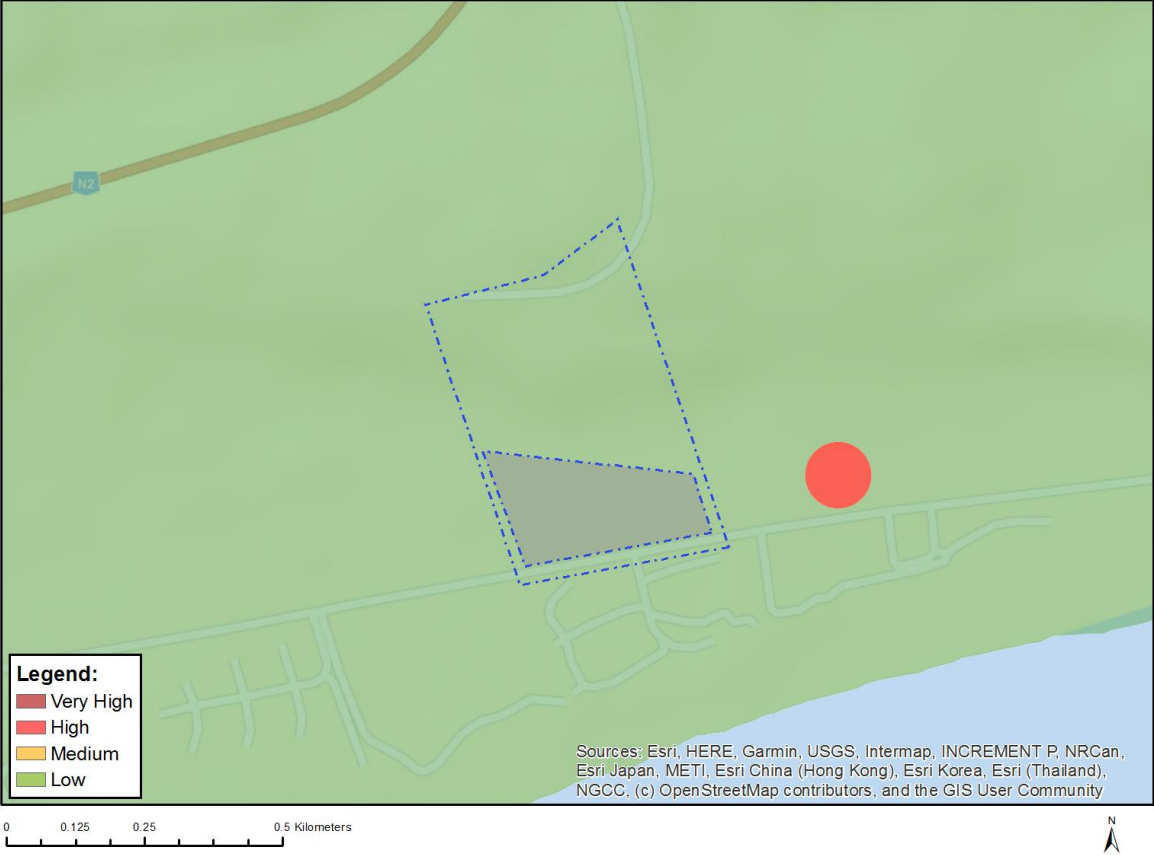 N2
Legend:
Very High
High
Medium
Low
Sources: Esri, HERE, Garmin, USGS, Intermap, INCREMENT P, NRCan,
Esri Japan, METI, Esri China (Hong Kong), Esri Korea, Esri (Thailand),
NGCC, (c) OpenStreetMap contributors, and the GIS User Community
0 0.125 0.25 0.5 Kilometers
N